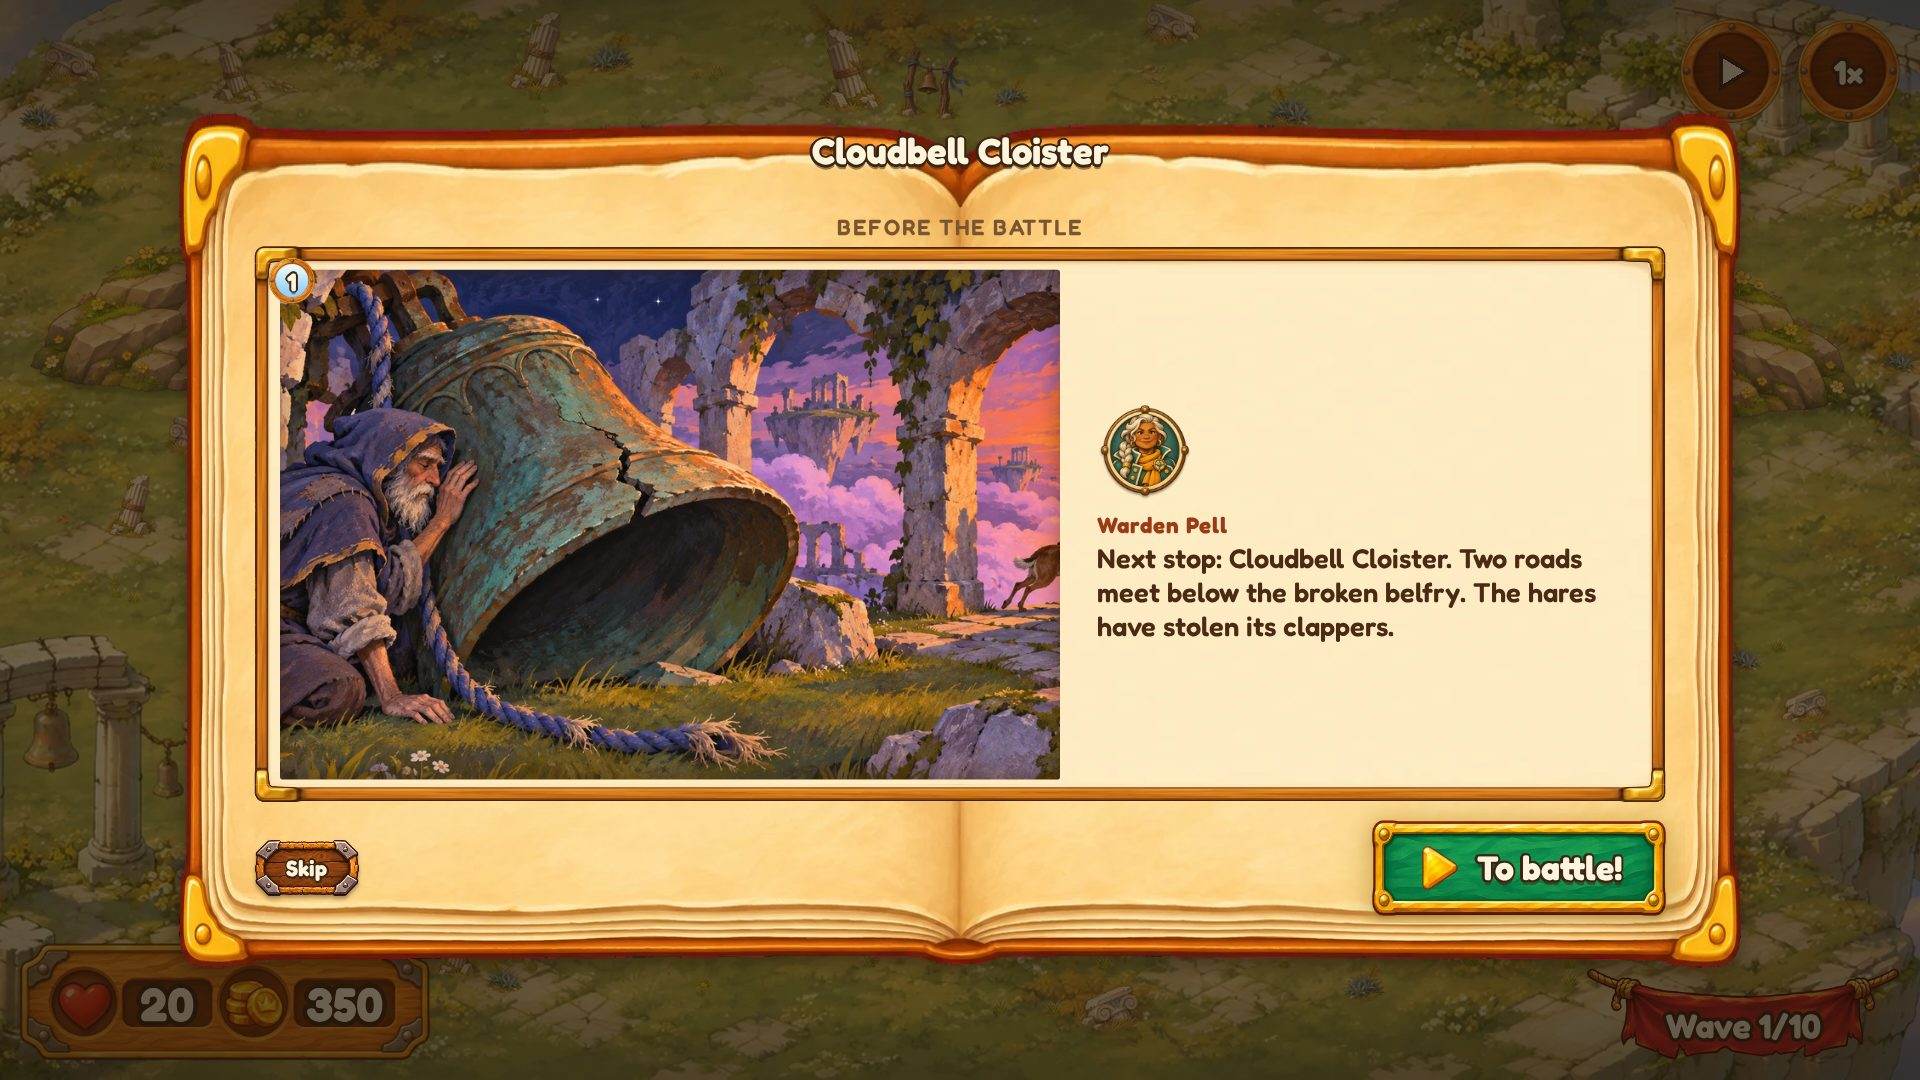 1x
Cloudbell Cloister
BEFORE THE BATTLE
1
Warden Pell
Next stop: Cloudbell Cloister. Two roads
meet below the broken belfry. The hares
have stolen its clappers.
Skip
To battle!
20
350
Wave 1/10